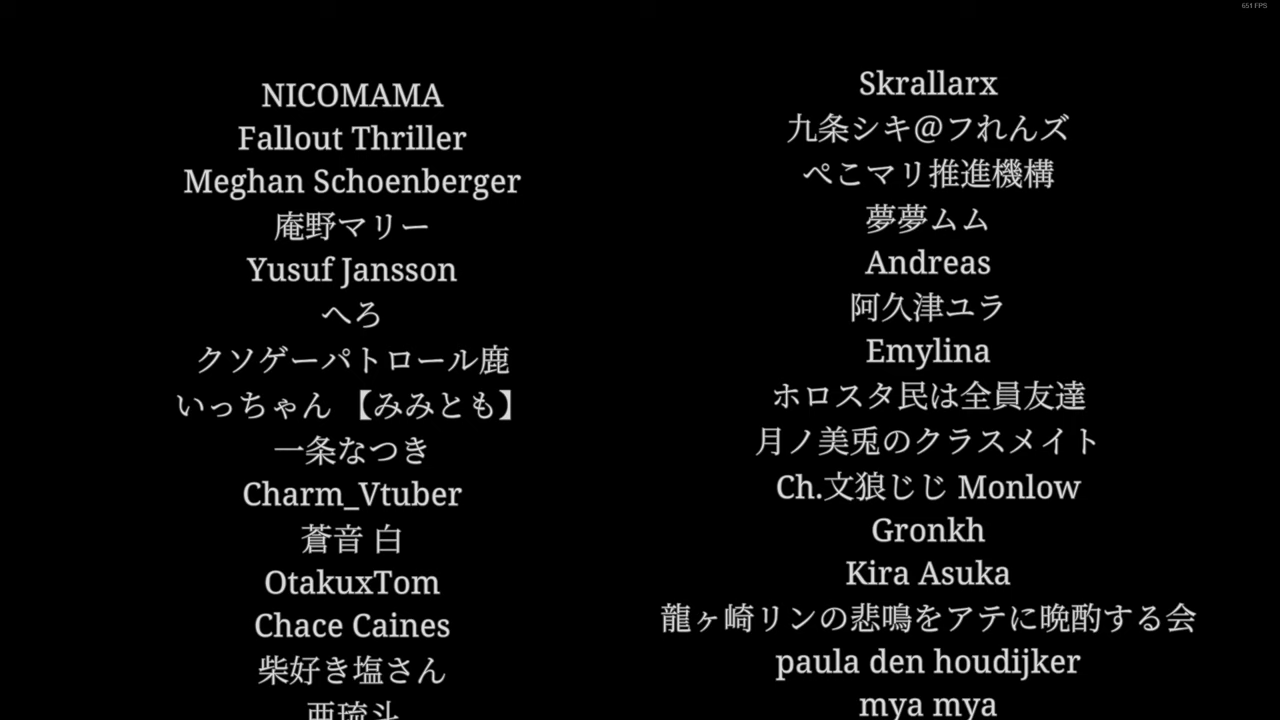 651 FPS
NICOMAMA
Fallout Thriller
Meghan Schoenberger
庵野マリー
Yusuf Jansson
へろ
クソゲーパトロール鹿
いっちゃん 【みみとも】
一条なつき
Charm_Vtuber
蒼音 白
OtakuxTom
Chace Caines
柴好き塩さん
亜琉斗
Skrallarx
九条シキ@フれんズ
ぺこマリ推進機構
夢夢ムム
Andreas
阿久津ユラ
Emylina
ホロスタ民は全員友達
月ノ美兎のクラスメイト
Ch.文狼じじ Monlow
Gronkh
Kira Asuka
龍ヶ崎リンの悲鳴をアテに晩酌する会
paula den houdijker
mya mya